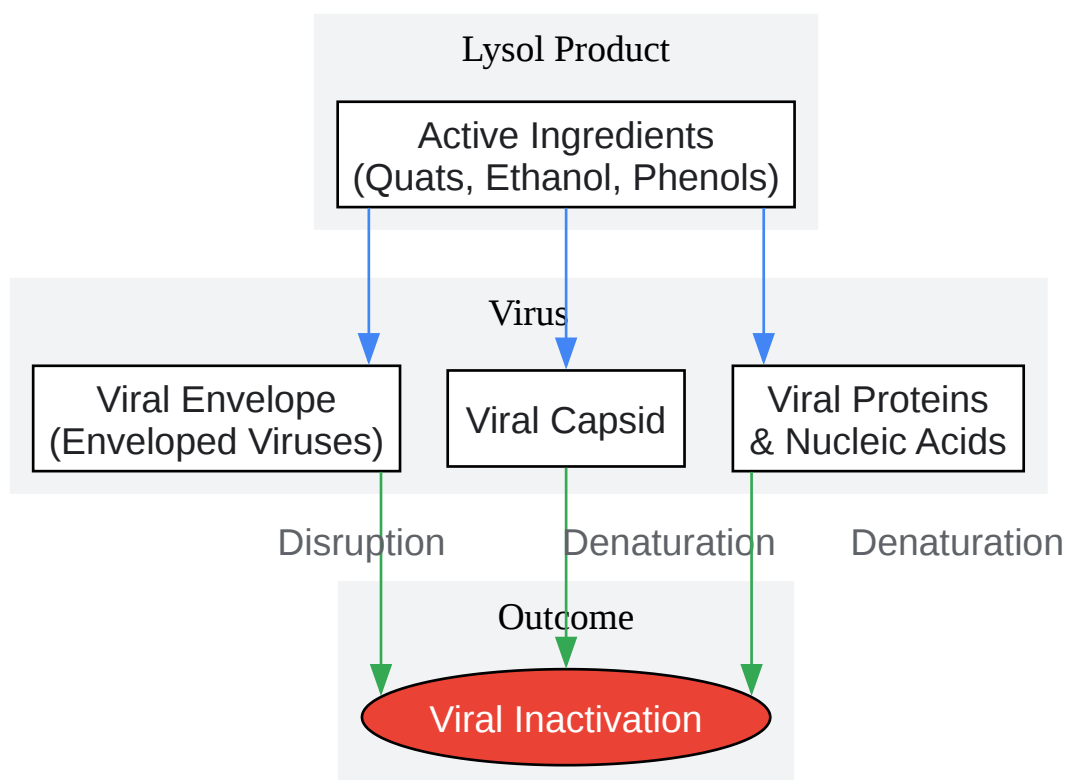 Lysol Product
Active Ingredients
(Quats, Ethanol, Phenols)
Virus
Viral Envelope
(Enveloped Viruses)
Viral Capsid
Viral Proteins
& Nucleic Acids
Disruption
Denaturation
Denaturation
Outcome
Viral Inactivation